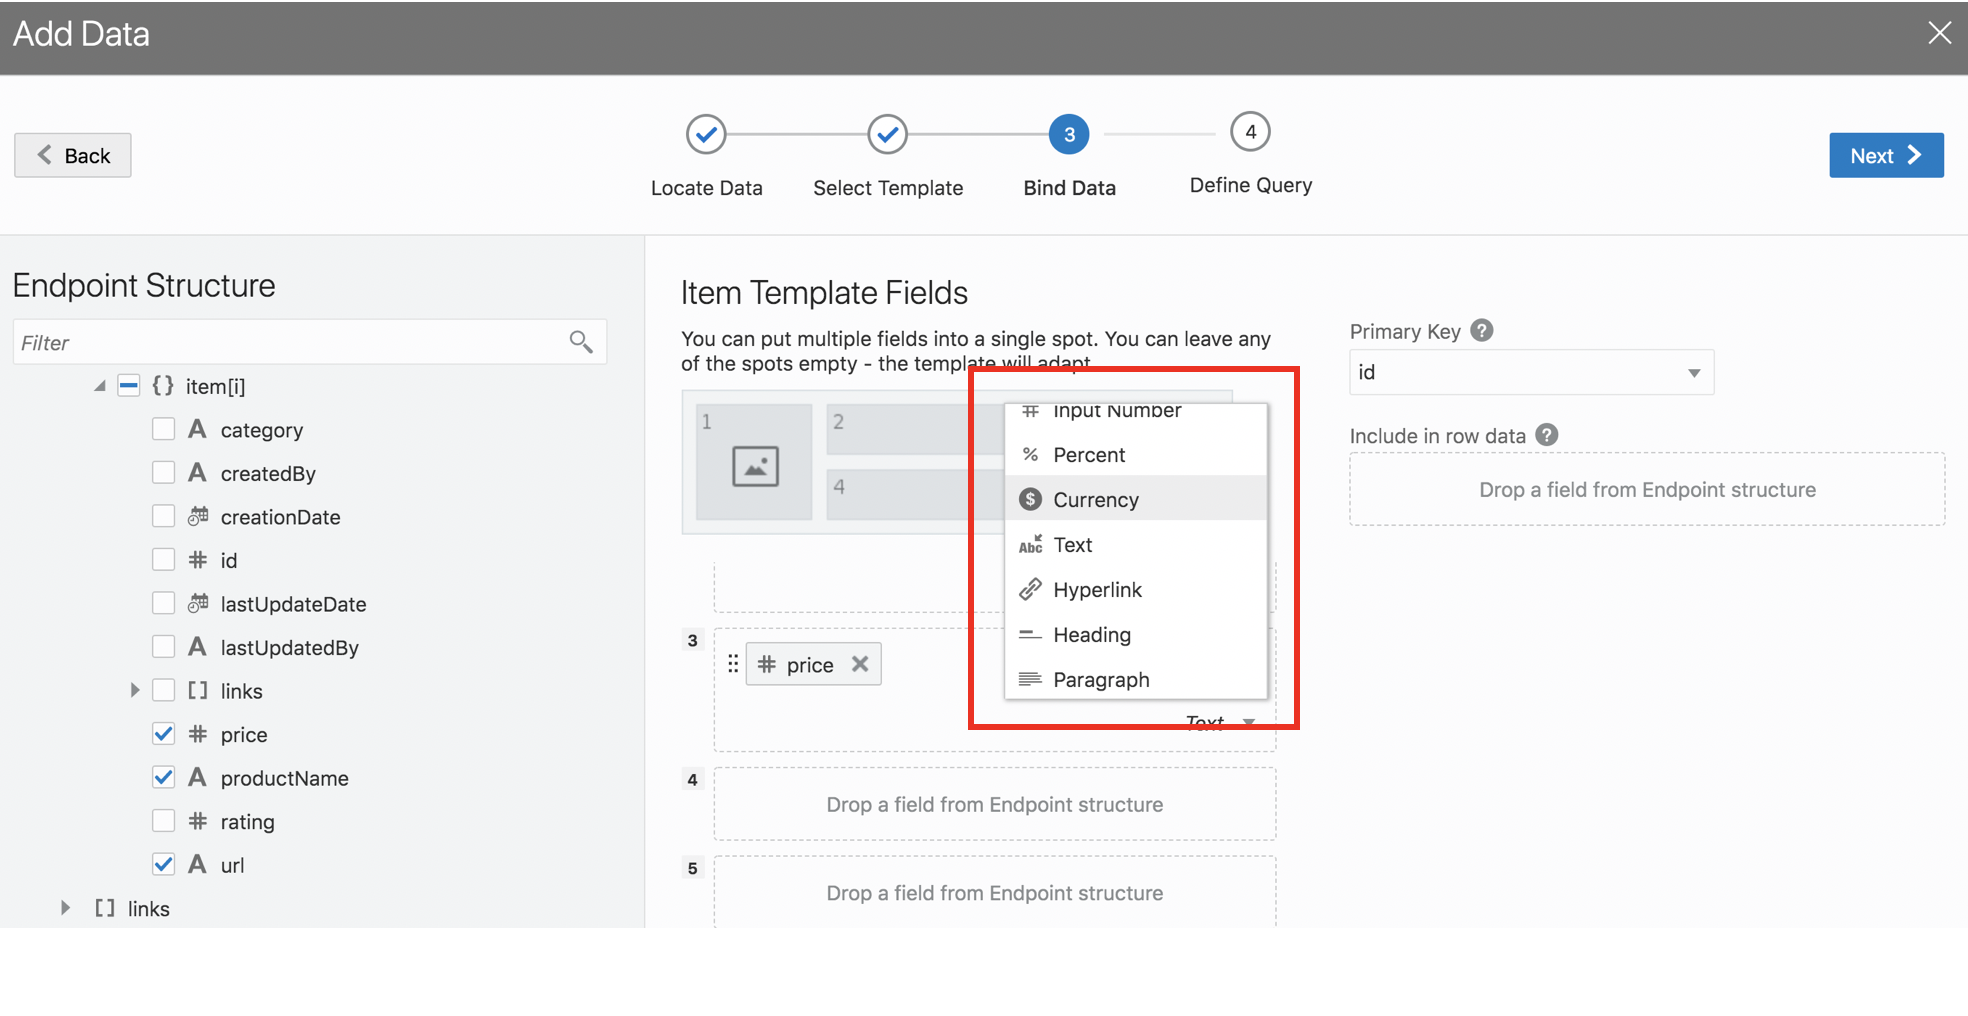 Add Data
Back
3
4
Locate Data
Select Template
Bind Data
Define Query
Next
Endpoint Structure
Filter
item[i]
category
createdBy
creationDate
id
lastUpdateDate
lastUpdatedBy
links
price
productName
rating
url
links
Item Template Fields
You can put multiple fields into a single spot. You can leave any
of the spots empty - the template will adapt
1
2
4
Input Number
Percent
Currency
Abc Text
Hyperlink
Heading
Paragraph
3
price
Text
4
Drop a field from Endpoint structure
5
Drop a field from Endpoint structure
Primary Key ?
id
Include in row data ?
Drop a field from Endpoint structure